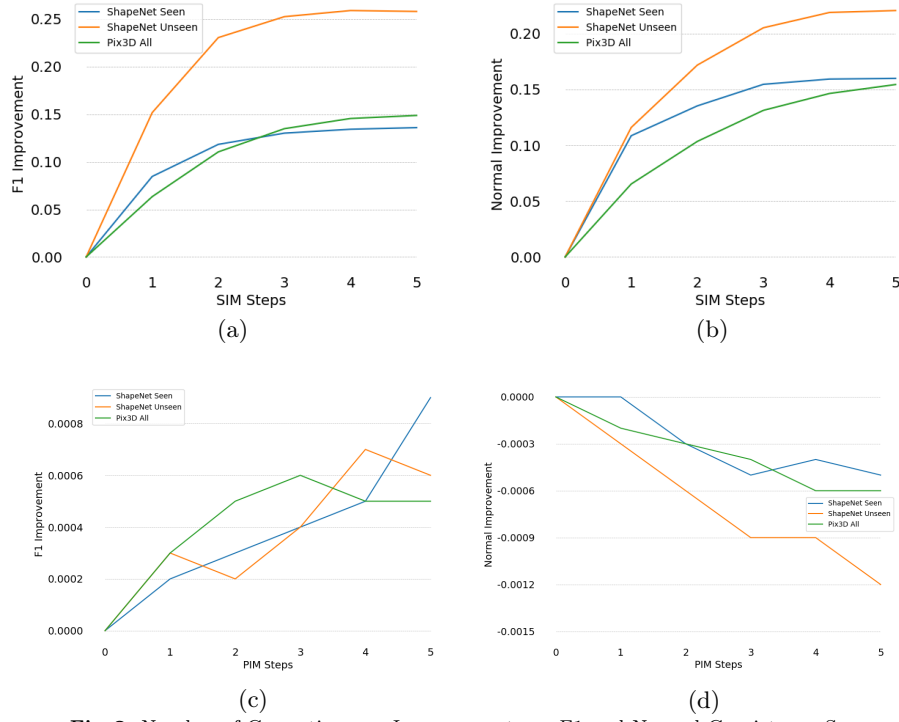 ShapeNet Seen
ShapeNet Unseen
Pix3D All
F1 Improvement
0.25
0.20
0.15
0.10
0.05
0.00
0 1 2 3 4 5
SIM Steps
(a)
ShapeNet Seen
ShapeNet Unseen
Pix3D All
Normal Improvement
0.20
0.15
0.10
0.05
0.00
0 1 2 3 4 5
SIM Steps
(b)
ShapeNet Seen
ShapeNet Unseen
Pix3D All
F1 Improvement
0.0008
0.0006
0.0004
0.0002
0.0000
0 1 2 3 4 5
PIM Steps
(c)
ShapeNet Seen
ShapeNet Unseen
Pix3D All
Normal Improvement
0.0000
-0.0003
-0.0006
-0.0009
-0.0012
-0.0015
0 1 2 3 4 5
PIM Steps
(d)